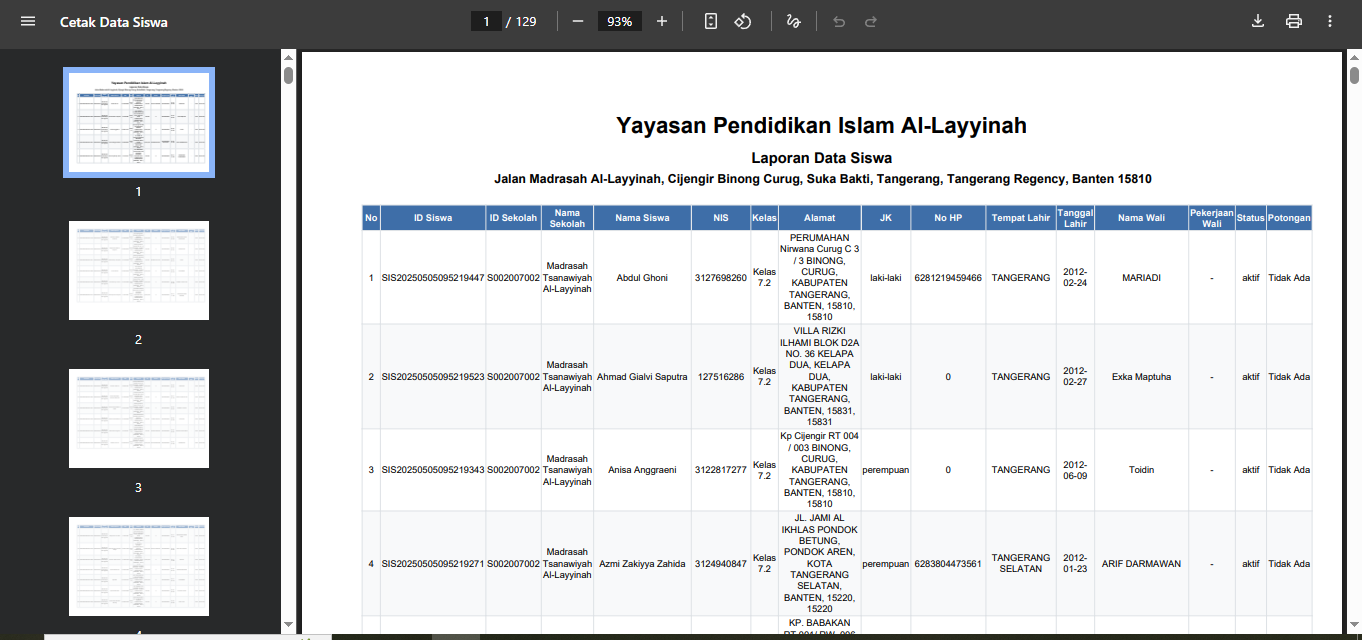 Cetak Data Siswa
1 / 129
93%
1
2
3
Yayasan Pendidikan Islam Al-Layyinah
Laporan Data Siswa
Jalan Madrasah Al-Layyinah, Cijengir Binong Curug, Suka Bakti, Tangerang, Tangerang Regency, Banten 15810
No ID Siswa ID Sekolah Nama Sekolah Nama Siswa NIS Kelas Alamat JK No HP Tempat Lahir Tanggal Lahir Nama Wali Pekerjaan Wali Status Potongan
1 SIS20250505095219447 S002007002 Madrasah Tsanawiyah Al-Layyinah Abdul Ghoni 3127698260 Kelas 7.2 PERUMAHAN Nirwana Curug C 3 / 3 BINONG, CURUG, KABUPATEN TANGERANG, BANTEN, 15810, 15810 laki-laki 6281219459466 TANGERANG 2012-02-24 MARIADI - aktif Tidak Ada
2 SIS20250505095219523 S002007002 Madrasah Tsanawiyah Al-Layyinah Ahmad Gialvi Saputra 127516286 Kelas 7.2 VILLA RIZKI ILHAMI BLOK D2A NO. 36 KELAPA DUA, KELAPA DUA, KABUPATEN TANGERANG, BANTEN, 15831, 15831 laki-laki 0 TANGERANG 2012-02-27 Exka Maptuha - aktif Tidak Ada
3 SIS20250505095219343 S002007002 Madrasah Tsanawiyah Al-Layyinah Anisa Anggraeni 3122817277 Kelas 7.2 Kp Cijengir RT 004 / 003 BINONG, CURUG, KABUPATEN TANGERANG, BANTEN, 15810, 15810 perempuan 0 TANGERANG 2012-06-09 Toidin - aktif Tidak Ada
4 SIS20250505095219271 S002007002 Madrasah Tsanawiyah Al-Layyinah Azmi Zakiyya Zahida 3124940847 Kelas 7.2 JL. JAMI AL IKHLAS PONDOK BETUNG, PONDOK AREN, KOTA TANGERANG SELATAN, BANTEN, 15220, 15220 perempuan 6283804473561 TANGERANG SELATAN 2012-01-23 ARIF DARMAWAN - aktif Tidak Ada
KP. BABAKAN